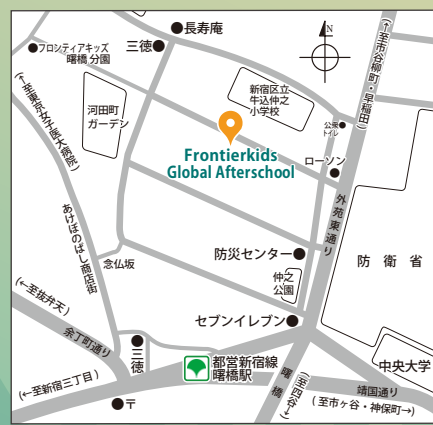 長寿庵
三徳
フロンティアキッズ
曙橋 分園
N
(←至市谷柳町・早稲田)
新宿区立
牛込仲之
小学校
河田町
ガーデン
公衆
トイレ
(←至東京女子医大病院)
Frontierkids
Global Afterschool
ローソン
外苑東通り
あけぼのばし商店街
防災センター
防衛省
念仏坂
仲之
公園
(←至抜弁天)
余丁町通り
セブンイレブン
三徳
都営新宿線
曙橋駅
曙橋
(至四谷→)
中央大学
(←至新宿三丁目)
靖国通り
(至市ヶ谷・神保町→)
〒